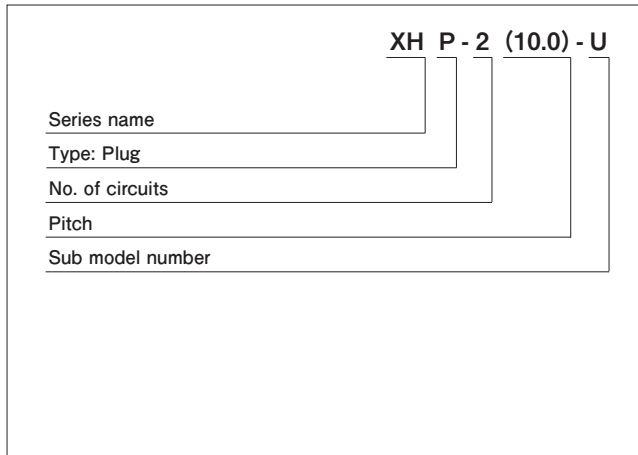 XH P - 2 (10.0) - U
Series name
Type: Plug
No. of circuits
Pitch
Sub model number